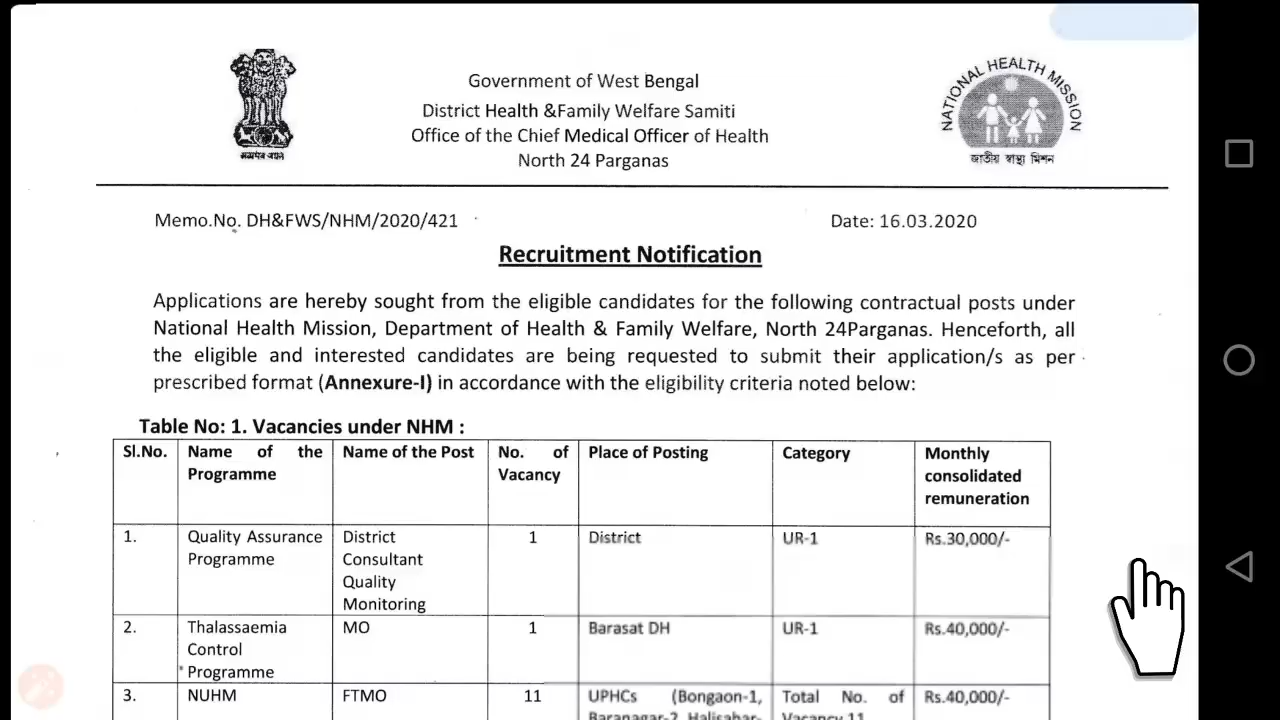 सत्यमेव जयते
NATIONAL HEALTH MISSION
জাতীয় স্বাস্থ্য মিশন
Government of West Bengal
District Health &Family Welfare Samiti
Office of the Chief Medical Officer of Health
North 24 Parganas
Memo.No. DH&FWS/NHM/2020/421
Date: 16.03.2020
Recruitment Notification
Applications are hereby sought from the eligible candidates for the following contractual posts under
National Health Mission, Department of Health & Family Welfare, North 24Parganas. Henceforth, all
the eligible and interested candidates are being requested to submit their application/s as per
prescribed format (Annexure-I) in accordance with the eligibility criteria noted below:
Table No: 1. Vacancies under NHM :
Sl.No. Name of the Programme Name of the Post No. of Vacancy Place of Posting Category Monthly consolidated remuneration
1. Quality Assurance Programme District Consultant Quality Monitoring 1 District UR-1 Rs.30,000/-
2. Thalassaemia Control Programme MO 1 Barasat DH UR-1 Rs.40,000/-
3. NUHM FTMO 11 UPHCs (Bongaon-1, Baranagar-2, Halisahar- Total No. of Vacancy 11 Rs.40,000/-